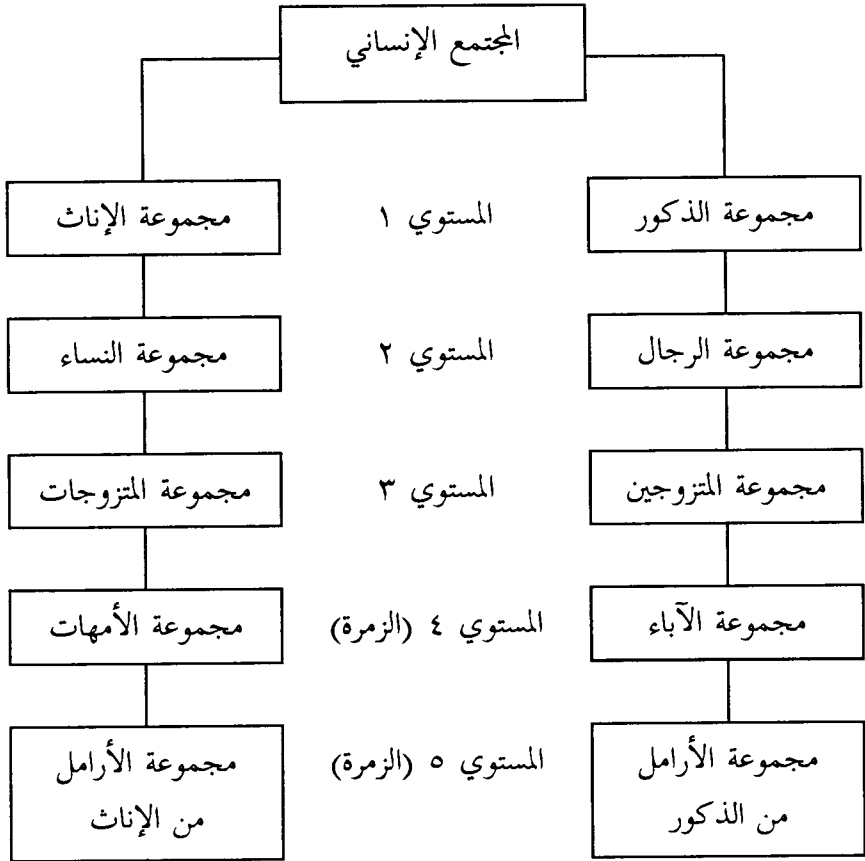 المجتمع الإنساني
مجموعة الذكور
المستوي ١
مجموعة الإناث
مجموعة الرجال
المستوي ٢
مجموعة النساء
مجموعة المتزوجين
المستوي ٣
مجموعة المتزوجات
مجموعة الآباء
المستوي ٤ (الزمرة)
مجموعة الأمهات
مجموعة الأرامل
من الذكور
المستوي ٥ (الزمرة)
مجموعة الأرامل
من الإناث